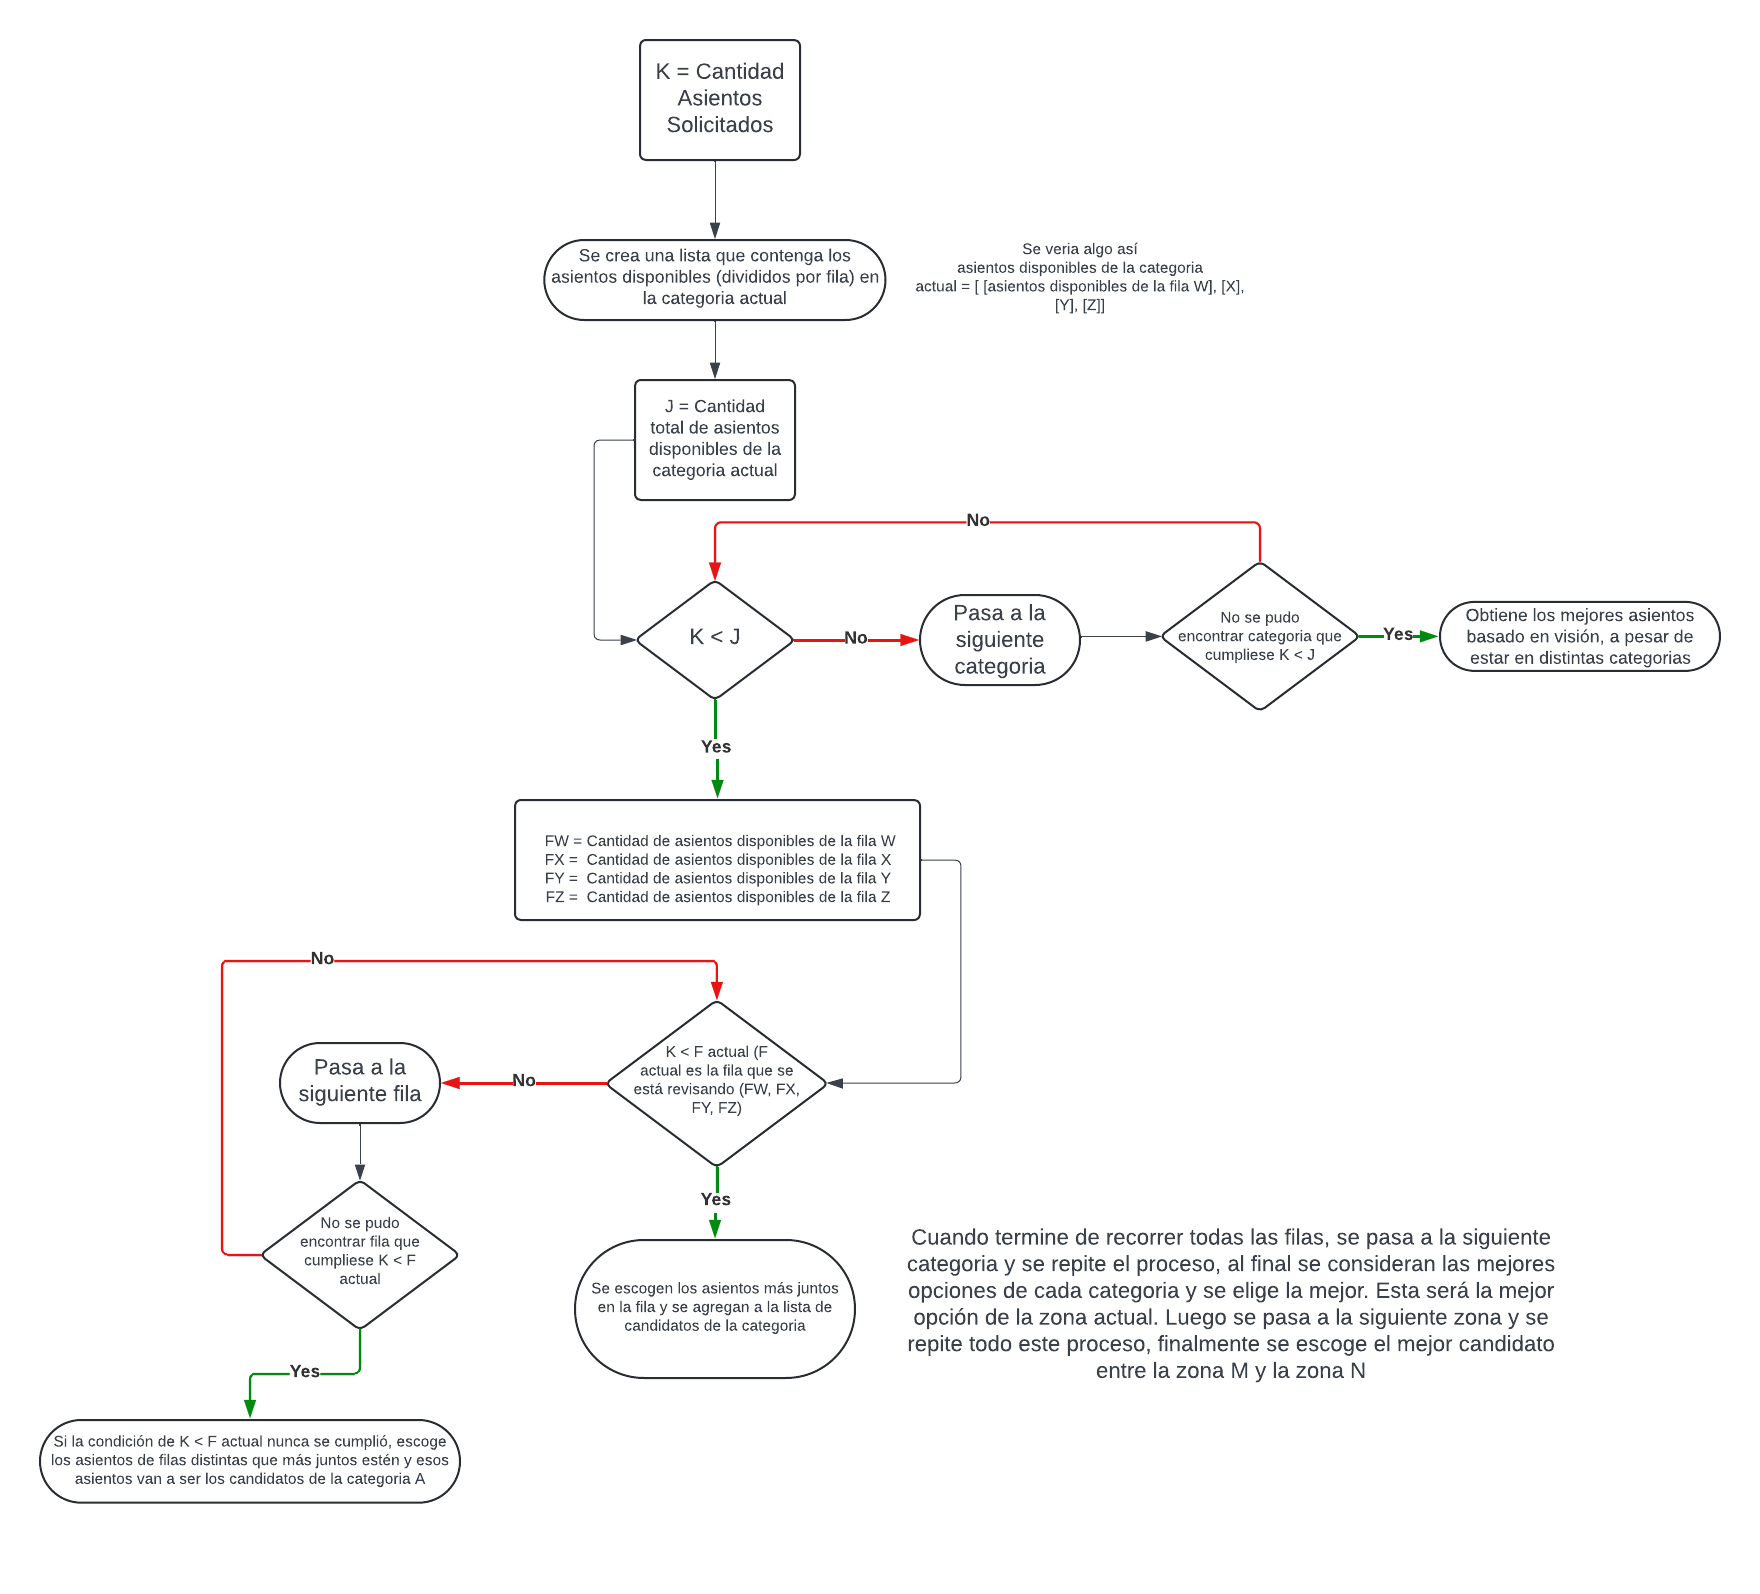 K = Cantidad
Asientos
Solicitados
Se crea una lista que contenga los
asientos disponibles (divididos por fila) en
la categoria actual
Se veria algo así
asientos disponibles de la categoria
actual = [ [asientos disponibles de la fila W], [X],
[Y], [Z]]
J = Cantidad
total de asientos
disponibles de la
categoria actual
No
K < J
No
Pasa a la
siguiente
categoria
No se pudo
encontrar categoria que
cumpliese K < J
Yes
Obtiene los mejores asientos
basado en visión, a pesar de
estar en distintas categorias
Yes
FW = Cantidad de asientos disponibles de la fila W
FX =  Cantidad de asientos disponibles de la fila X
FY =  Cantidad de asientos disponibles de la fila Y
FZ =  Cantidad de asientos disponibles de la fila Z
No
K < F actual (F
actual es la fila que se
está revisando (FW, FX,
FY, FZ)
No
Pasa a la
siguiente fila
No se pudo
encontrar fila que
cumpliese K < F
actual
Yes
Se escogen los asientos más juntos
en la fila y se agregan a la lista de
candidatos de la categoria
Cuando termine de recorrer todas las filas, se pasa a la siguiente
categoria y se repite el proceso, al final se consideran las mejores
opciones de cada categoria y se elige la mejor. Esta será la mejor
opción de la zona actual. Luego se pasa a la siguiente zona y se
repite todo este proceso, finalmente se escoge el mejor candidato
entre la zona M y la zona N
Yes
Si la condición de K < F actual nunca se cumplió, escoge
los asientos de filas distintas que más juntos estén y esos
asientos van a ser los candidatos de la categoria A